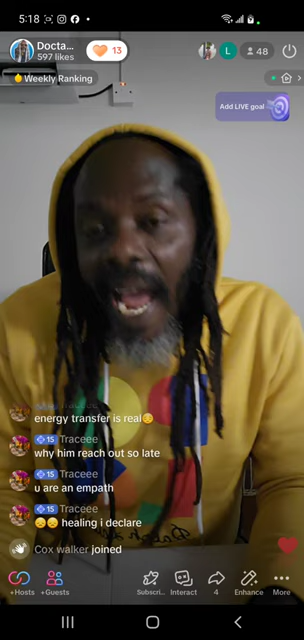 5:18
Docta...
597 likes
13
L
48
Weekly Ranking
Add LIVE goal
Traceee
energy transfer is real😌
15 Traceee
why him reach out so late
15 Traceee
u are an empath
15 Traceee
😔😔 healing i declare
Cox walker joined
+Hosts
+Guests
Subscri...
Interact
4
Enhance
More